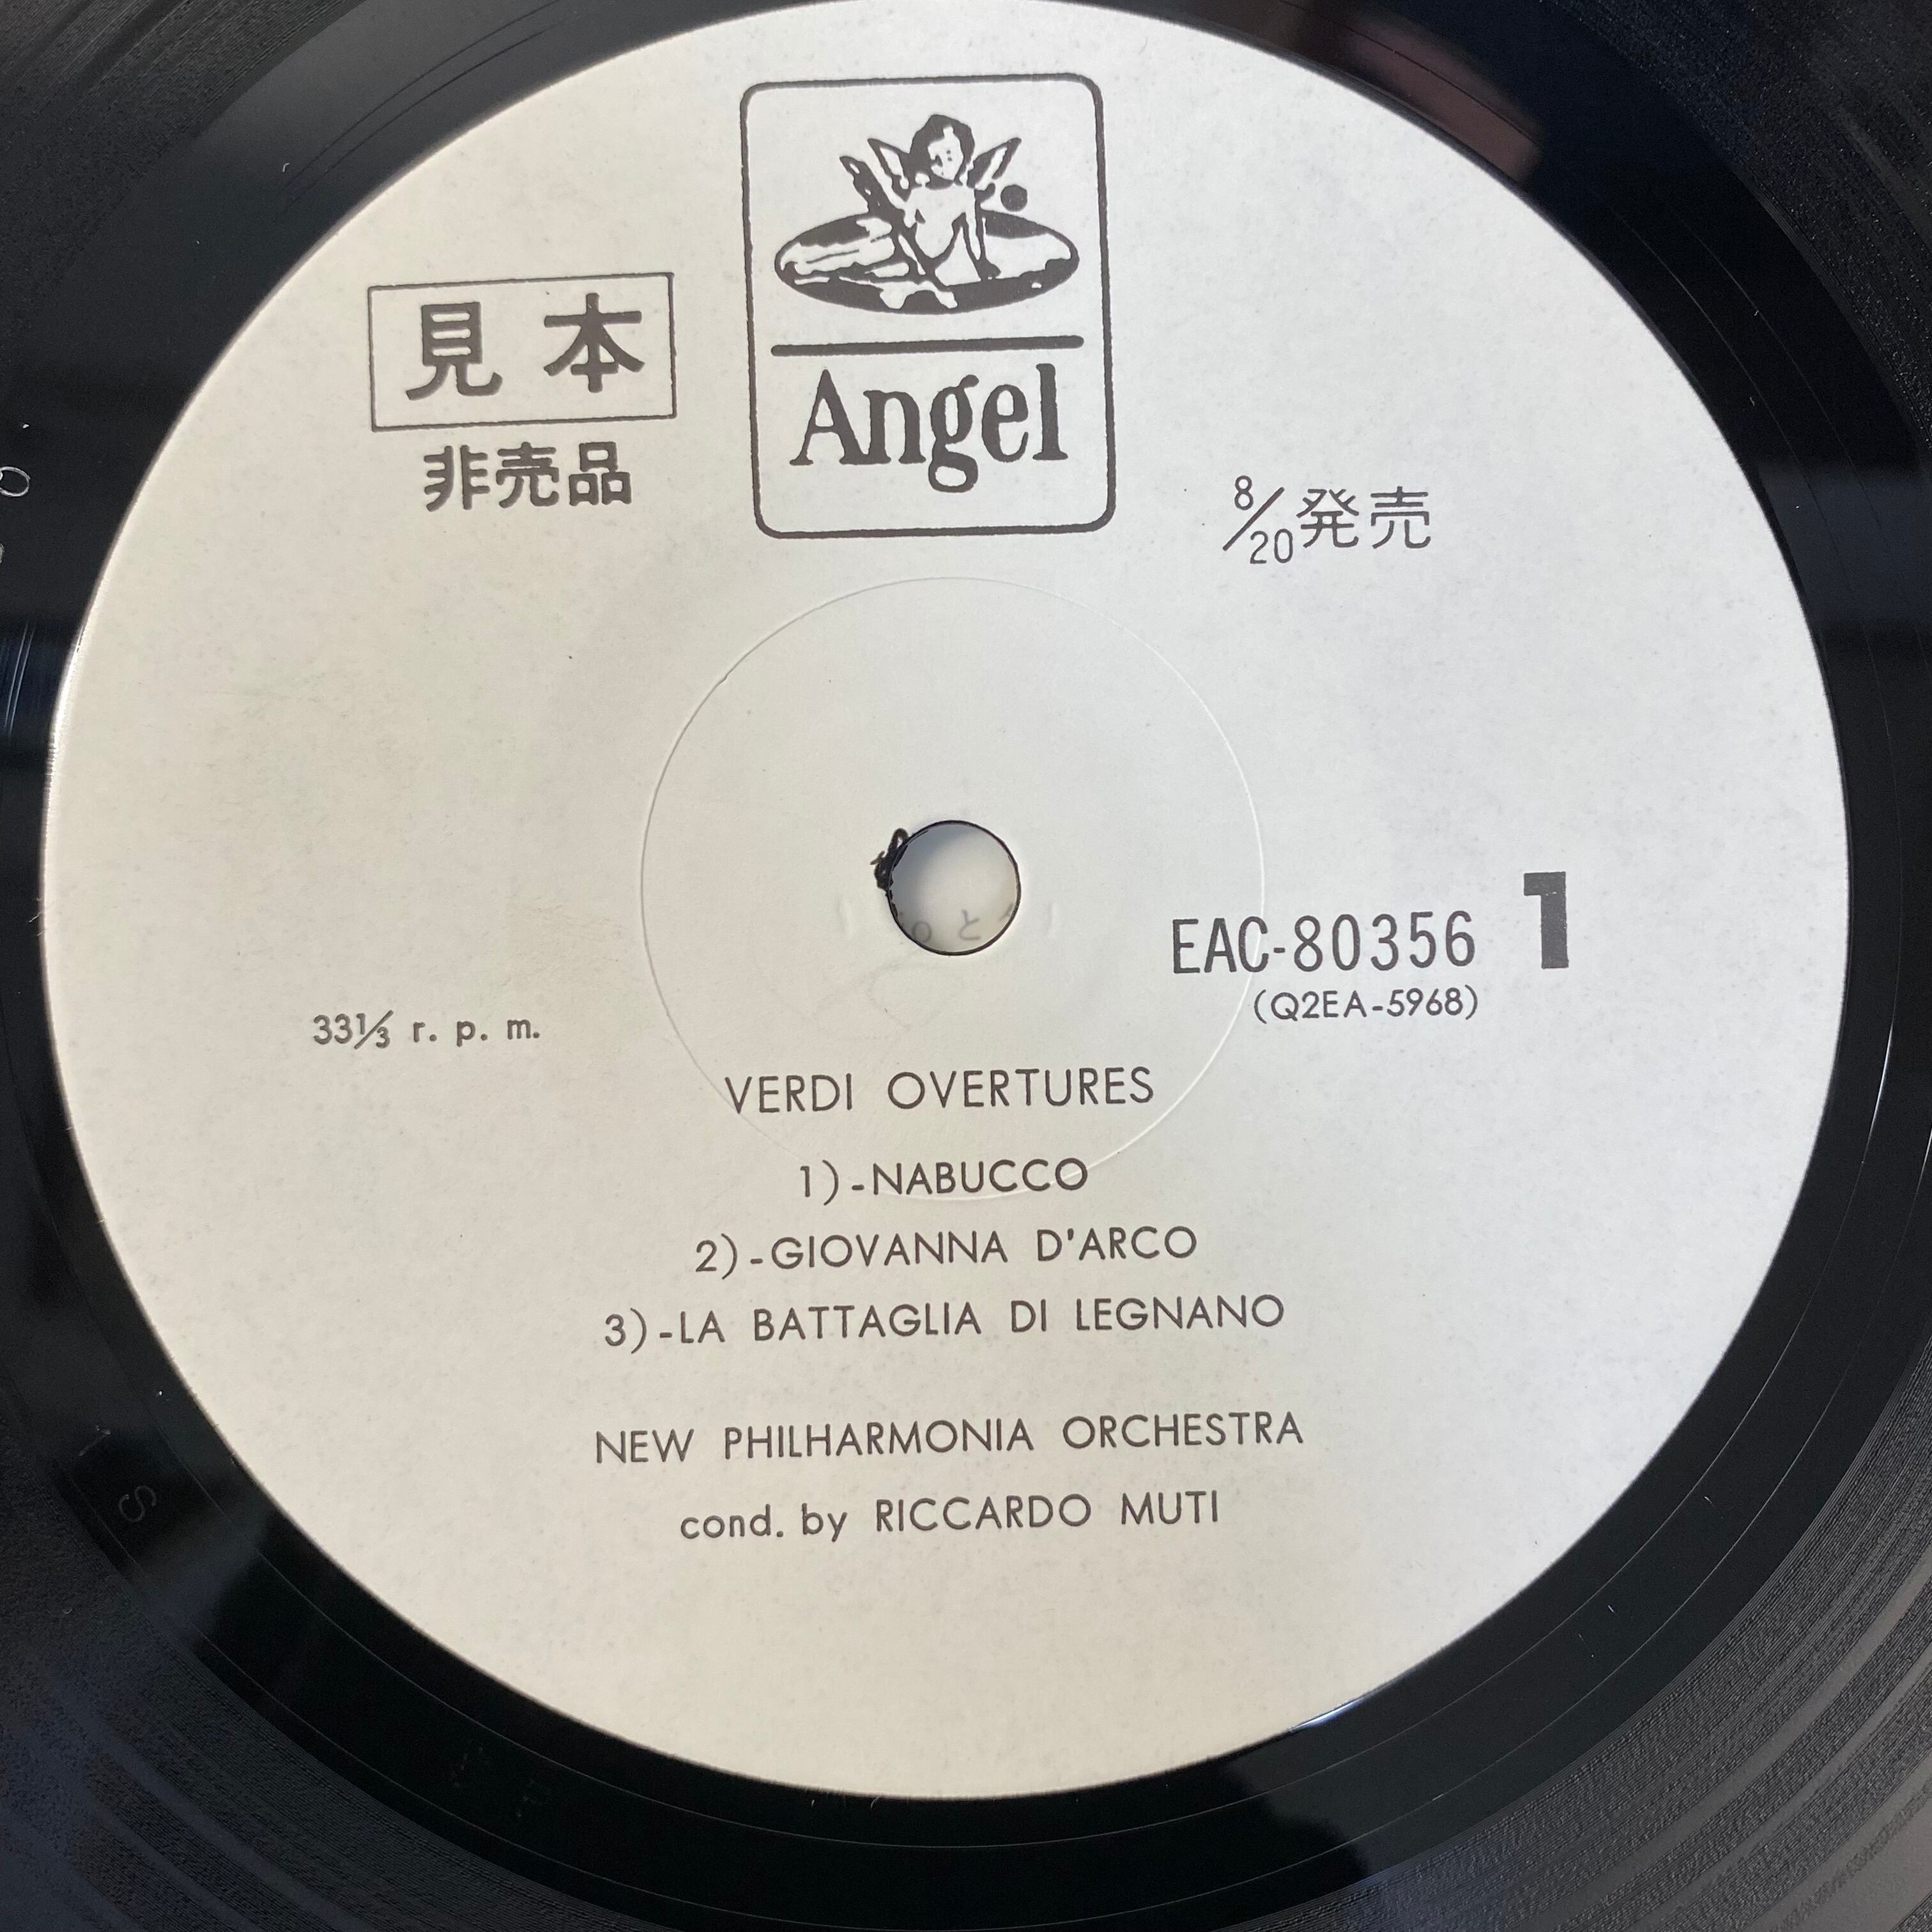 見本
非売品
Angel
8/20発売
EAC-80356 1
(Q2EA-5968)
33⅓ r. p. m.
VERDI OVERTURES
1)-NABUCCO
2)-GIOVANNA D'ARCO
3)-LA BATTAGLIA DI LEGNANO
NEW PHILHARMONIA ORCHESTRA
cond. by RICCARDO MUTI